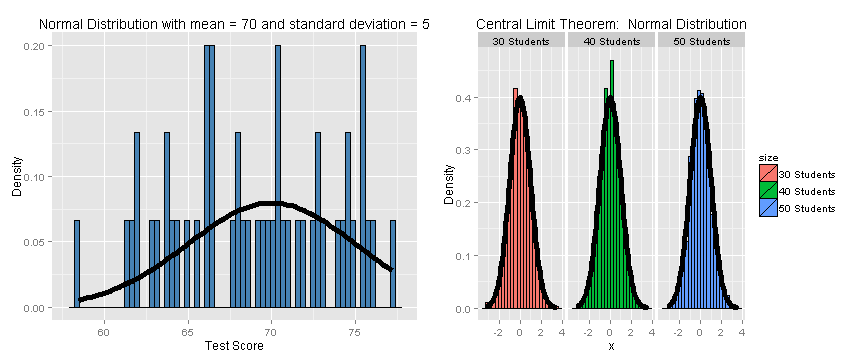 Normal Distribution with mean = 70 and standard deviation = 5
0.20
0.15
0.10
0.05
0.00
Density
60 65 70 75
Test Score
Central Limit Theorem: Normal Distribution
30 Students 40 Students 50 Students
0.4
0.3
0.2
0.1
0.0
Density
-2 0 2 4 -2 0 2 4 -2 0 2 4
x
size
30 Students
40 Students
50 Students